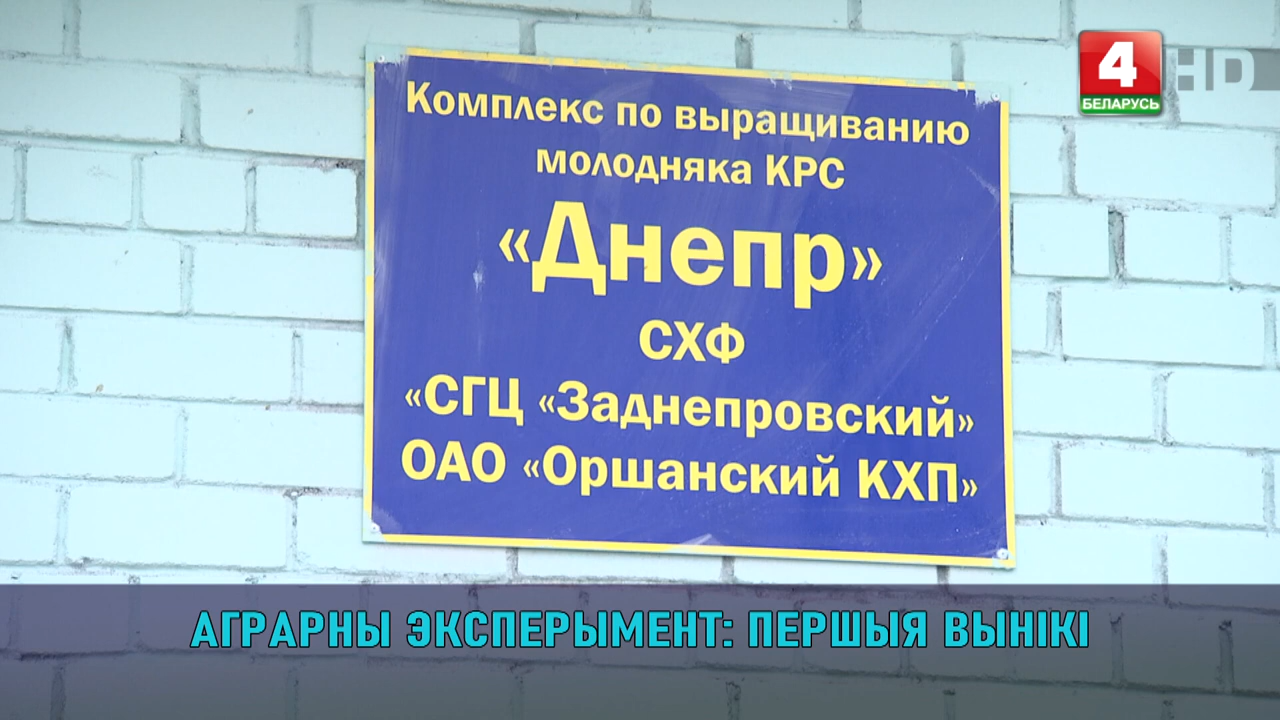 4 HD
БЕЛАРУСЬ
Комплекс по выращиванию
молодняка КРС
«Днепр»
СХФ
«СГЦ «Заднепровский»
ОАО «Оршанский КХП»
АГРАРНЫ ЭКСПЕРЫМЕНТ: ПЕРШЫЯ ВЫНІКІ